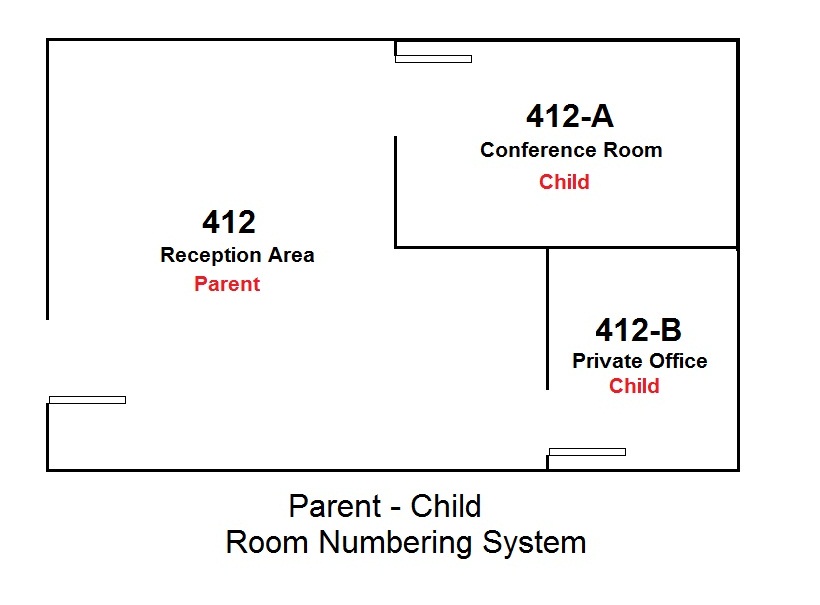 412-A
Conference Room
Child
412
Reception Area
Parent
412-B
Private Office
Child
Parent - Child
Room Numbering System